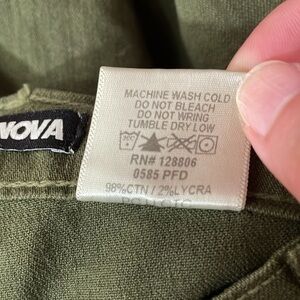 NOVA
MACHINE WASH COLD
DO NOT BLEACH
DO NOT WRING
TUMBLE DRY LOW
RN# 128806
0585 PFD
98%CTN / 2%LYCRA